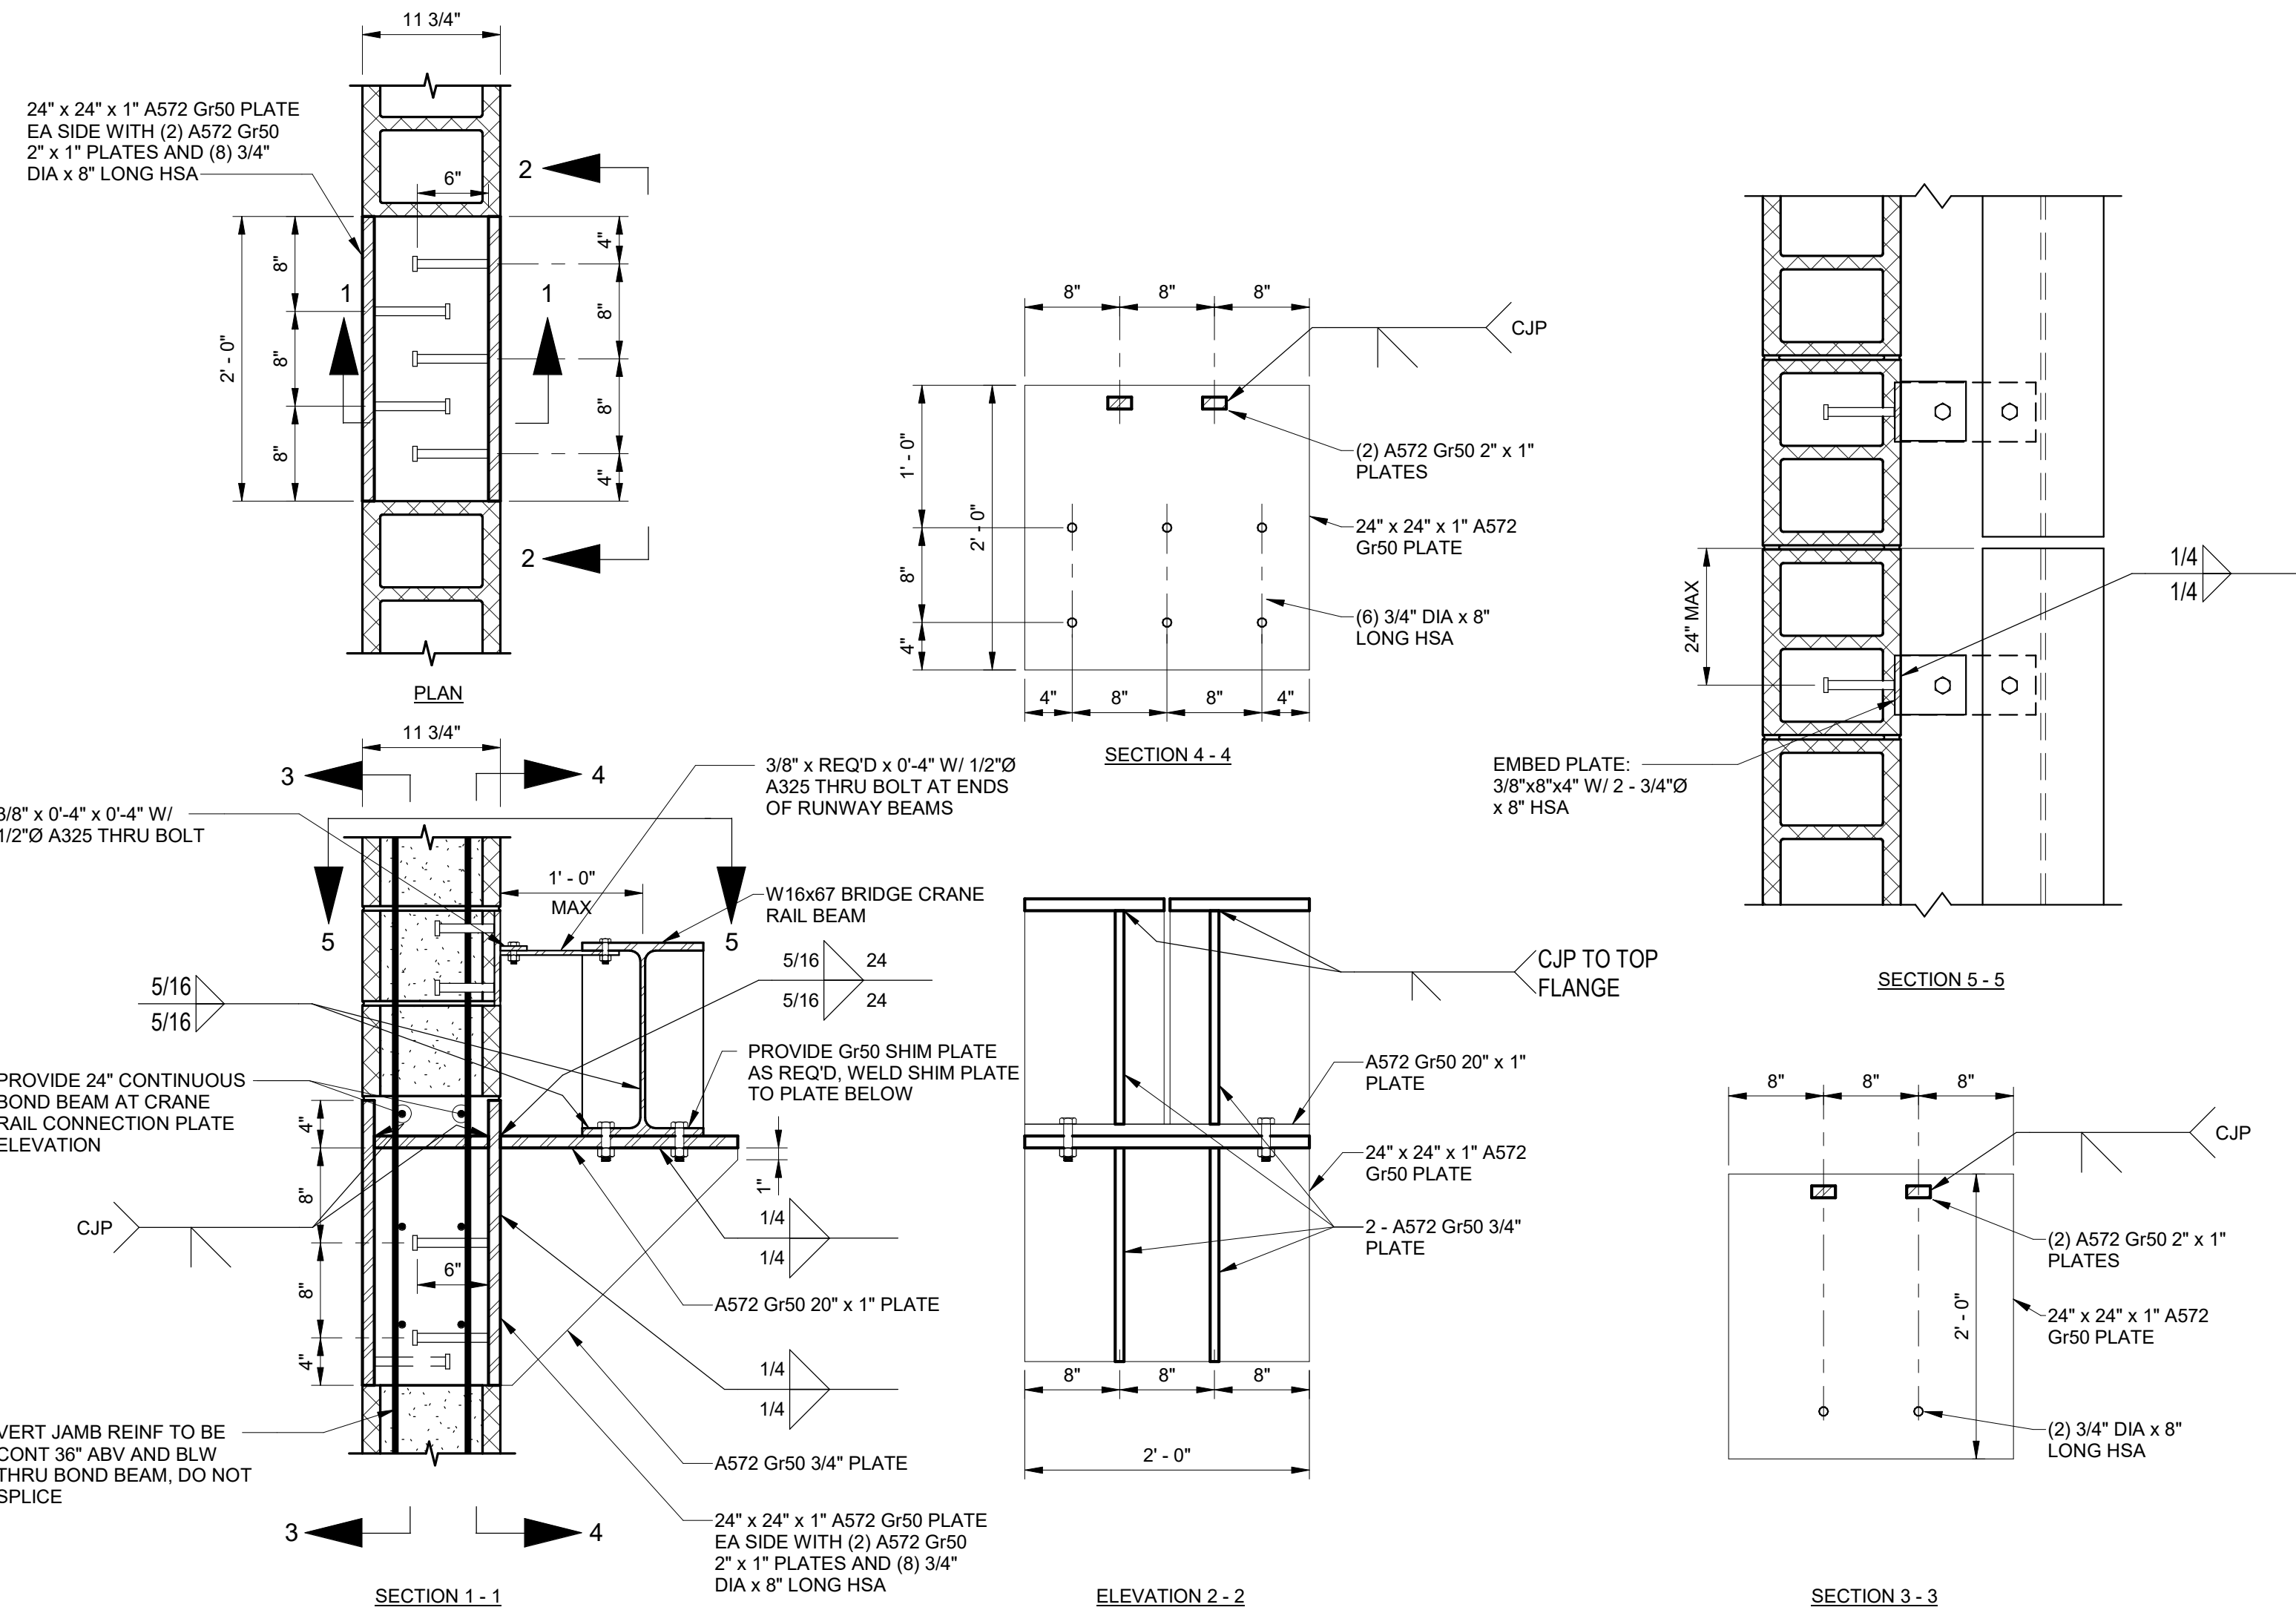 11 3/4"
24" x 24" x 1" A572 Gr50 PLATE
EA SIDE WITH (2) A572 Gr50
2" x 1" PLATES AND (8) 3/4"
DIA x 8" LONG HSA
2
6"
2' - 0"
8"
8"
8"
1
1
4"
8"
8"
4"
2
PLAN
8"
8"
8"
CJP
1' - 0"
8"
4"
2' - 0"
(2) A572 Gr50 2" x 1"
PLATES
24" x 24" x 1" A572
Gr50 PLATE
(6) 3/4" DIA x 8"
LONG HSA
4"
8"
8"
4"
SECTION 4 - 4
24" MAX
1/4
1/4
EMBED PLATE:
3/8"x8"x4" W/ 2 - 3/4"Ø
x 8" HSA
SECTION 5 - 5
11 3/4"
3
4
3/8" x 0'-4" x 0'-4" W/
1/2"Ø A325 THRU BOLT
3/8" x REQ'D x 0'-4" W/ 1/2"Ø
A325 THRU BOLT AT ENDS
OF RUNWAY BEAMS
1' - 0"
MAX
5
5
W16x67 BRIDGE CRANE
RAIL BEAM
5/16 24
5/16 24
5/16
5/16
PROVIDE Gr50 SHIM PLATE
AS REQ'D, WELD SHIM PLATE
TO PLATE BELOW
PROVIDE 24" CONTINUOUS
BOND BEAM AT CRANE
RAIL CONNECTION PLATE
ELEVATION
4"
8"
8"
4"
1"
CJP
6"
1/4
1/4
A572 Gr50 20" x 1" PLATE
1/4
1/4
VERT JAMB REINF TO BE
CONT 36" ABV AND BLW
THRU BOND BEAM, DO NOT
SPLICE
A572 Gr50 3/4" PLATE
24" x 24" x 1" A572 Gr50 PLATE
EA SIDE WITH (2) A572 Gr50
2" x 1" PLATES AND (8) 3/4"
DIA x 8" LONG HSA
3
4
SECTION 1 - 1
CJP TO TOP
FLANGE
A572 Gr50 20" x 1"
PLATE
24" x 24" x 1" A572
Gr50 PLATE
2 - A572 Gr50 3/4"
PLATE
8"
8"
8"
2' - 0"
ELEVATION 2 - 2
8"
8"
8"
CJP
(2) A572 Gr50 2" x 1"
PLATES
2' - 0"
24" x 24" x 1" A572
Gr50 PLATE
(2) 3/4" DIA x 8"
LONG HSA
SECTION 3 - 3